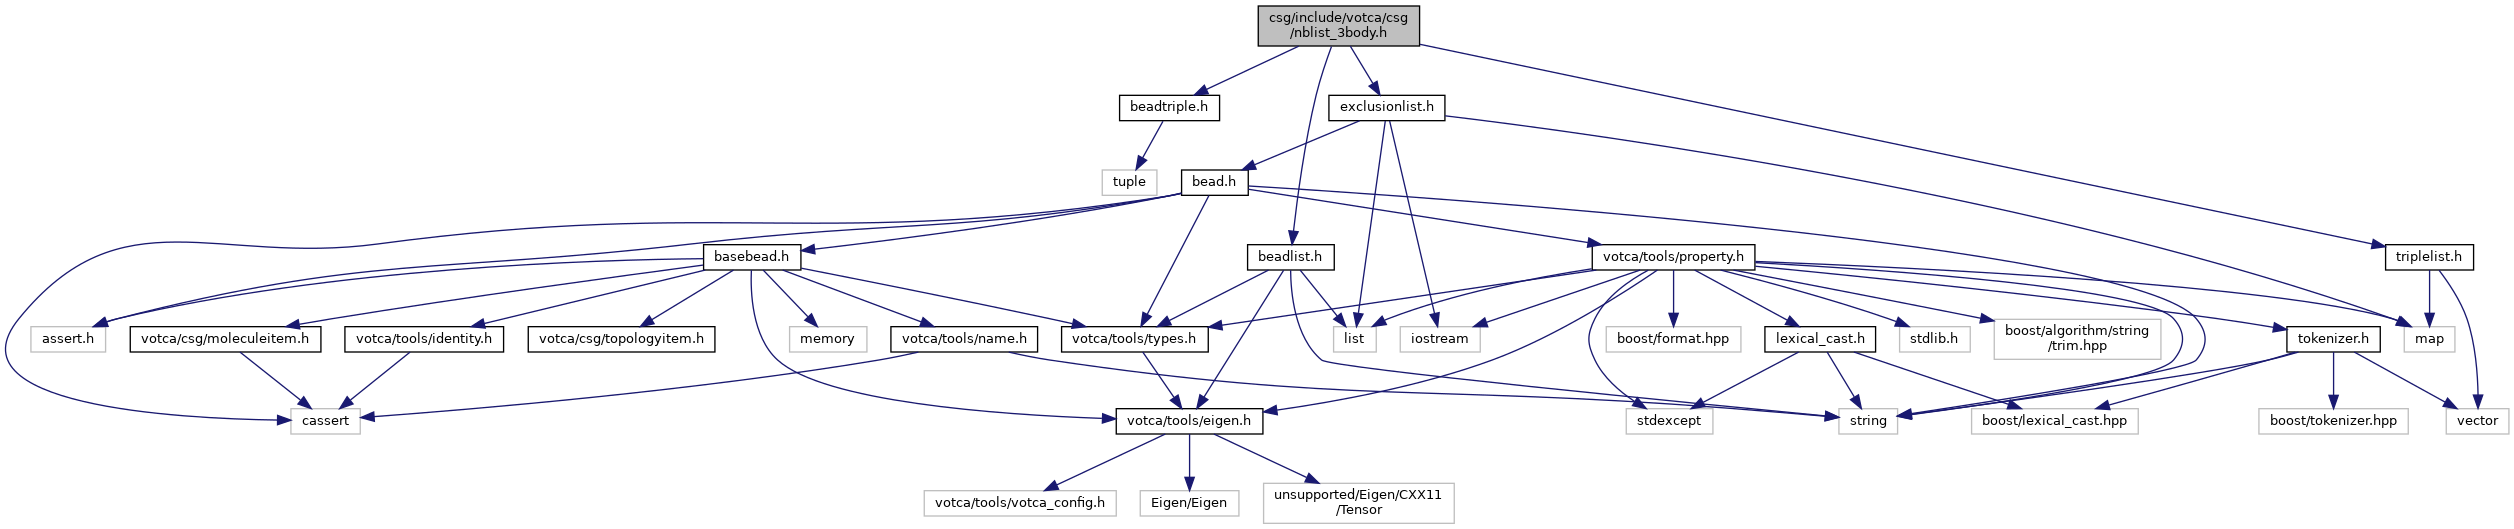 csg/include/votca/csg
/nblist_3body.h
beadtriple.h
exclusionlist.h
tuple
bead.h
basebead.h
beadlist.h
votca/tools/property.h
triplelist.h
assert.h
votca/csg/moleculeitem.h
votca/tools/identity.h
votca/csg/topologyitem.h
memory
votca/tools/name.h
votca/tools/types.h
list
iostream
boost/format.hpp
lexical_cast.h
stdlib.h
boost/algorithm/string
/trim.hpp
tokenizer.h
map
cassert
votca/tools/eigen.h
stdexcept
string
boost/lexical_cast.hpp
boost/tokenizer.hpp
vector
votca/tools/votca_config.h
Eigen/Eigen
unsupported/Eigen/CXX11
/Tensor